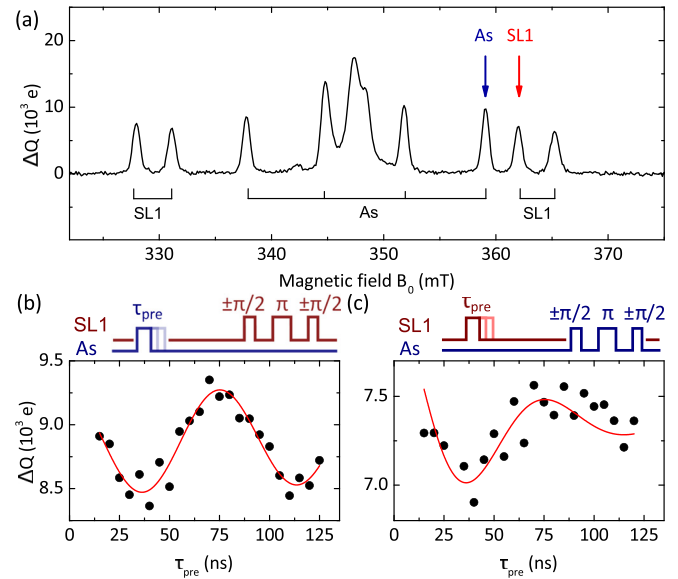 (a)
25
20
10
0
ΔQ (10³ e)
As SL1
SL1 As SL1
330 340 350 360 370
Magnetic field B₀ (mT)
(b)
τpre ±π/2 π ±π/2
SL1
As
9.5
9.0
8.5
ΔQ (10³ e)
0 25 50 75 100 125
τpre (ns)
(c)
τpre ±π/2 π ±π/2
SL1
As
7.5
7.0
0 25 50 75 100 125
τpre (ns)